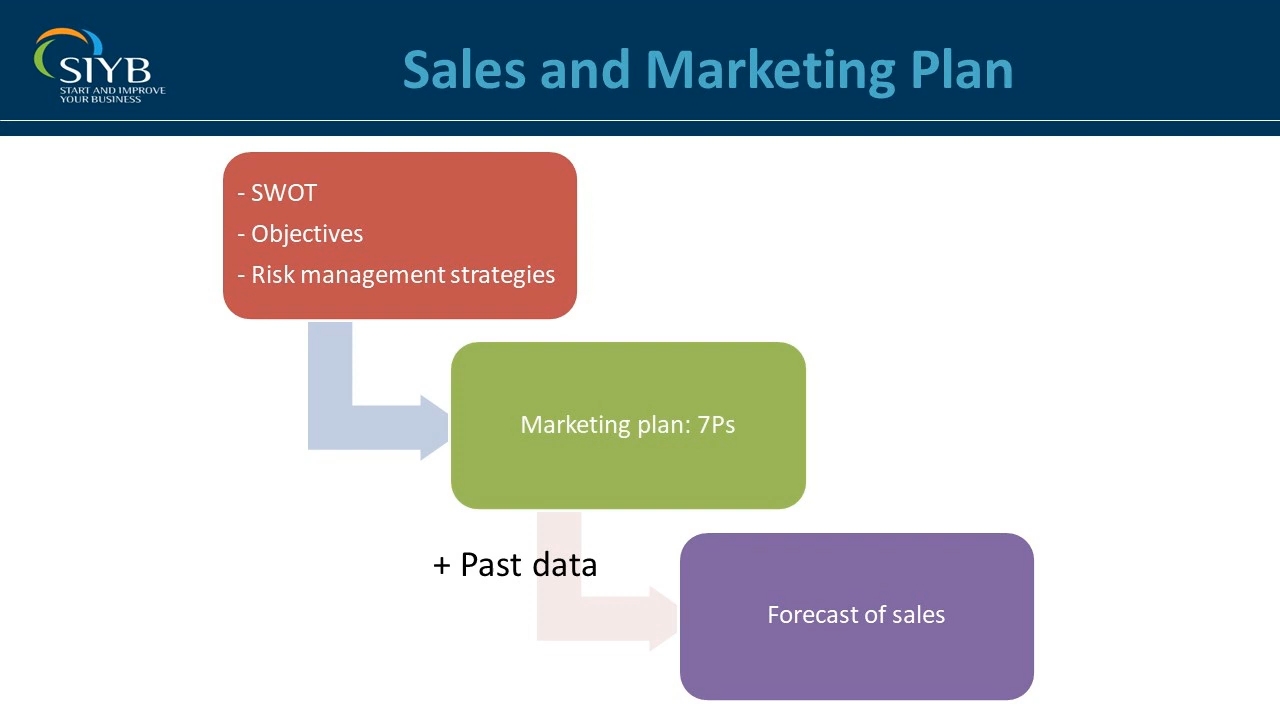 SIYB
START AND IMPROVE
YOUR BUSINESS
Sales and Marketing Plan
- SWOT
- Objectives
- Risk management strategies
Marketing plan: 7Ps
+ Past data
Forecast of sales